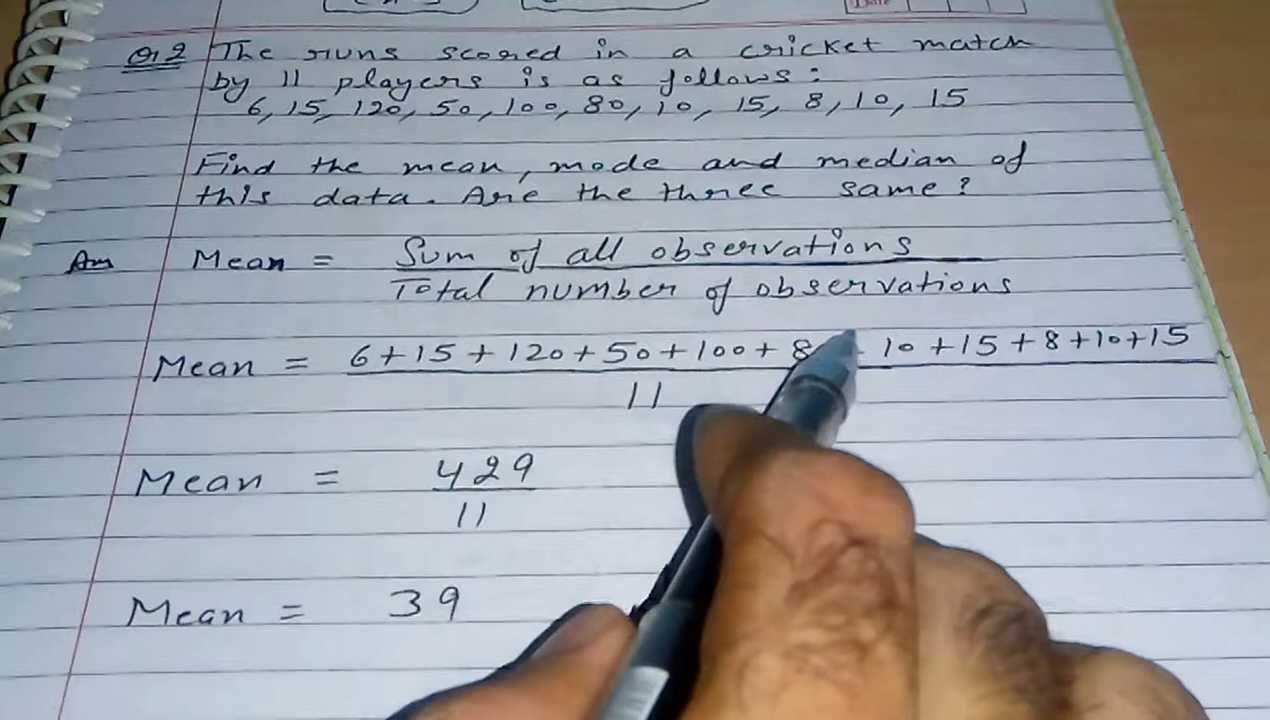 Date
Q.2 The runs scored in a cricket match
by 11 players is as follows:
6, 15, 120, 50, 100, 80, 10, 15, 8, 10, 15
Find the mean, mode and median of
this data. Are the three same?
Ans Mean = Sum of all observations
Total number of observations
Mean = 6+15+120+50+100+8 10+15+8+10+15
11
Mean = 429
11
Mean = 39